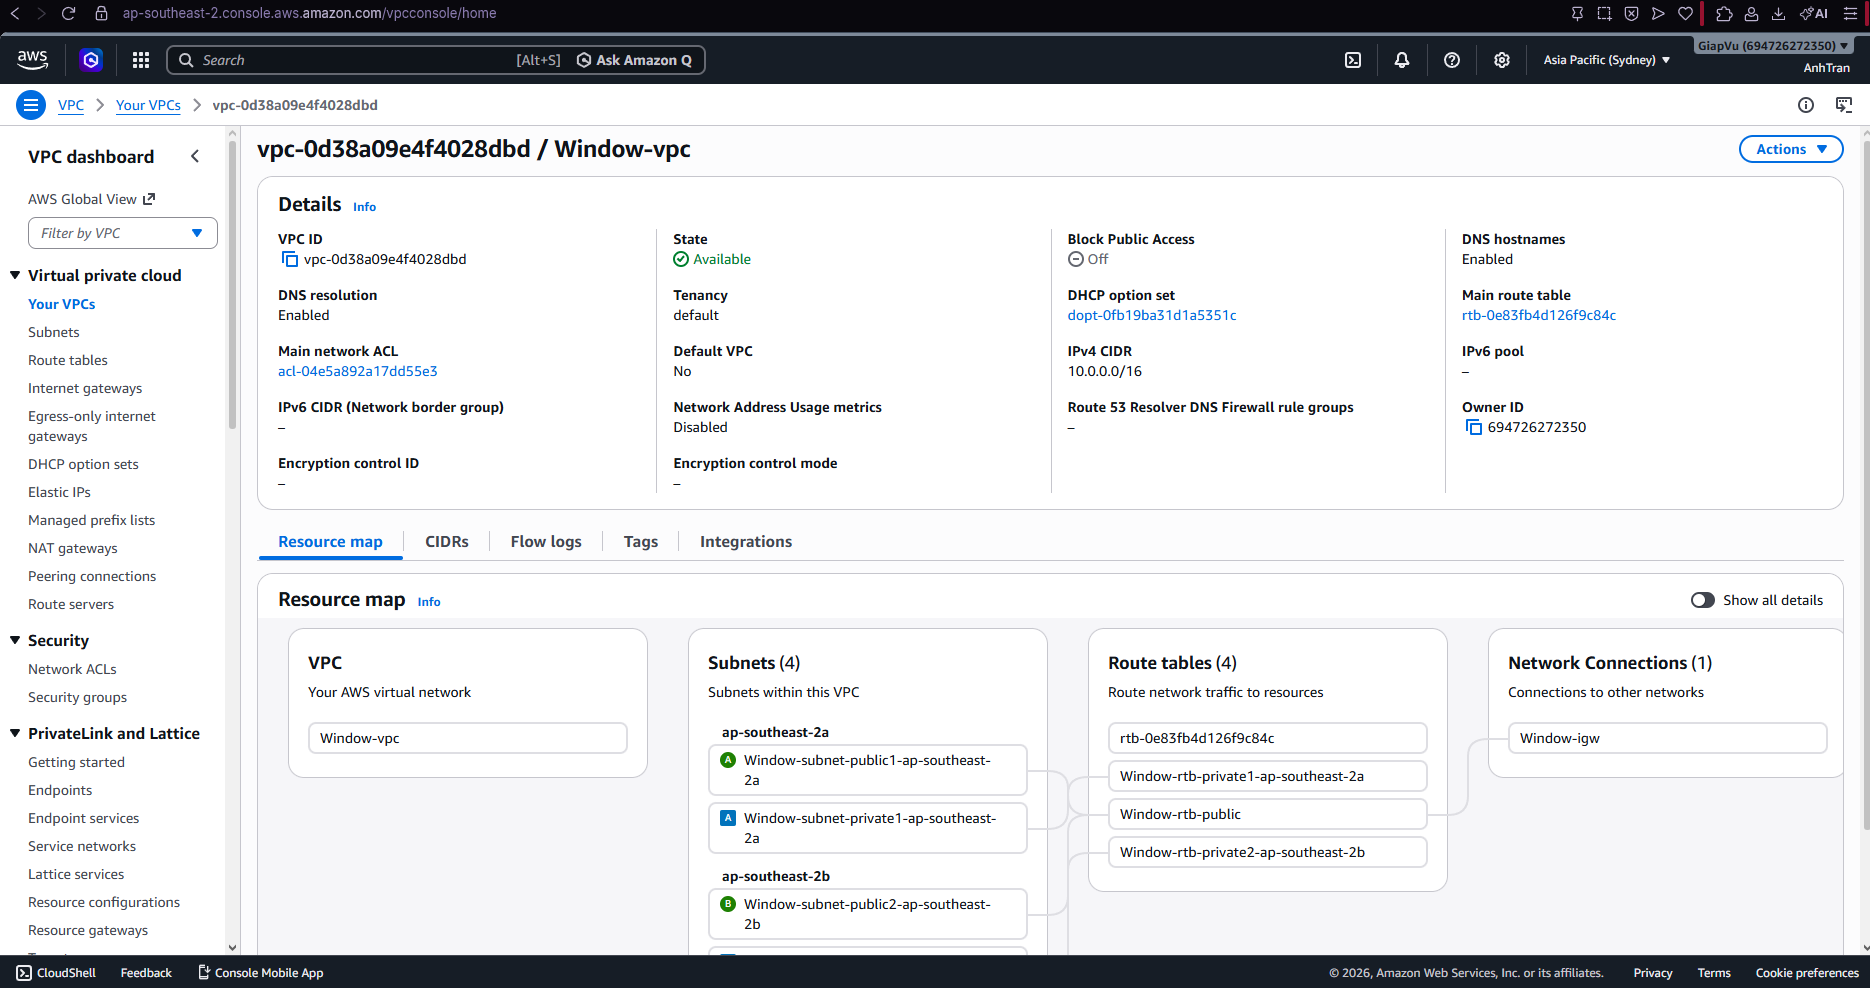 ap-southeast-2.console.aws.amazon.com/vpcconsole/home
AI
aws
Search
[Alt+S]
Ask Amazon Q
Asia Pacific (Sydney)
GiapVu (694726272350)
AnhTran
VPC
Your VPCs
vpc-0d38a09e4f4028dbd
VPC dashboard
AWS Global View
Filter by VPC
Virtual private cloud
Your VPCs
Subnets
Route tables
Internet gateways
Egress-only internet
gateways
DHCP option sets
Elastic IPs
Managed prefix lists
NAT gateways
Peering connections
Route servers
Security
Network ACLs
Security groups
PrivateLink and Lattice
Getting started
Endpoints
Endpoint services
Service networks
Lattice services
Resource configurations
Resource gateways
vpc-0d38a09e4f4028dbd / Window-vpc
Actions
Details
Info
VPC ID
vpc-0d38a09e4f4028dbd
State
Available
Block Public Access
Off
DNS hostnames
Enabled
DNS resolution
Enabled
Tenancy
default
DHCP option set
dopt-0fb19ba31d1a5351c
Main route table
rtb-0e83fb4d126f9c84c
Main network ACL
acl-04e5a892a17dd55e3
Default VPC
No
IPv4 CIDR
10.0.0.0/16
IPv6 pool
–
IPv6 CIDR (Network border group)
–
Network Address Usage metrics
Disabled
Route 53 Resolver DNS Firewall rule groups
–
Owner ID
694726272350
Encryption control ID
–
Encryption control mode
–
Resource map
CIDRs
Flow logs
Tags
Integrations
Resource map
Info
Show all details
VPC
Your AWS virtual network
Window-vpc
Subnets (4)
Subnets within this VPC
ap-southeast-2a
A
Window-subnet-public1-ap-southeast-
2a
A
Window-subnet-private1-ap-southeast-
2a
ap-southeast-2b
B
Window-subnet-public2-ap-southeast-
2b
Route tables (4)
Route network traffic to resources
rtb-0e83fb4d126f9c84c
Window-rtb-private1-ap-southeast-2a
Window-rtb-public
Window-rtb-private2-ap-southeast-2b
Network Connections (1)
Connections to other networks
Window-igw
CloudShell
Feedback
Console Mobile App
© 2026, Amazon Web Services, Inc. or its affiliates.
Privacy
Terms
Cookie preferences